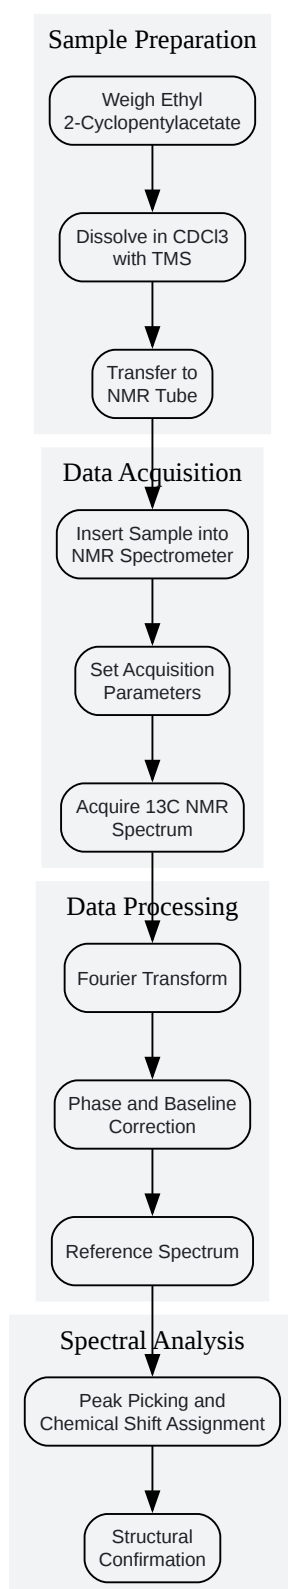 Sample Preparation
Weigh Ethyl
2-Cyclopentylacetate
Dissolve in CDCl3
with TMS
Transfer to
NMR Tube
Data Acquisition
Insert Sample into
NMR Spectrometer
Set Acquisition
Parameters
Acquire 13C NMR
Spectrum
Data Processing
Fourier Transform
Phase and Baseline
Correction
Reference Spectrum
Spectral Analysis
Peak Picking and
Chemical Shift Assignment
Structural
Confirmation